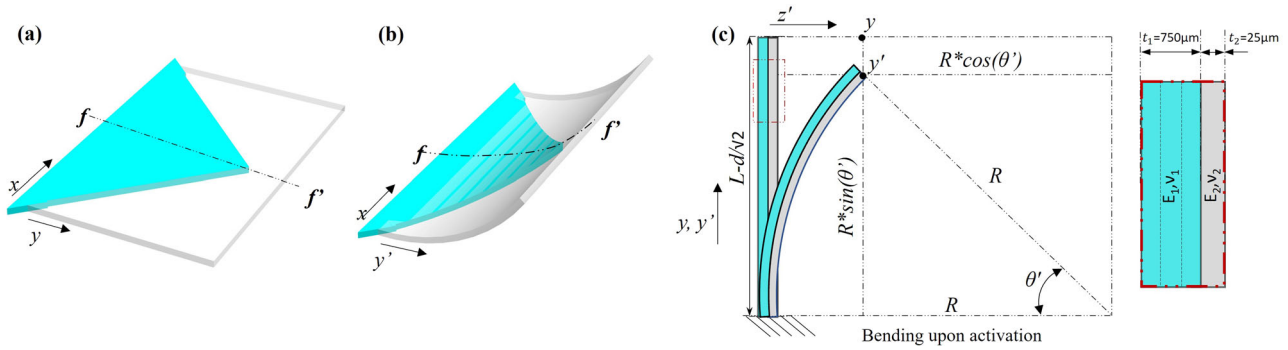 (a)
f
f'
x
y
(b)
f
f'
x
y'
(c)
z'
y
y'
R*cos(θ')
L-d/√2
R*sin(θ')
R
y, y'
θ'
R
Bending upon activation
t₁=750μm
t₂=25μm
E₁,ν₁
E₂,ν₂